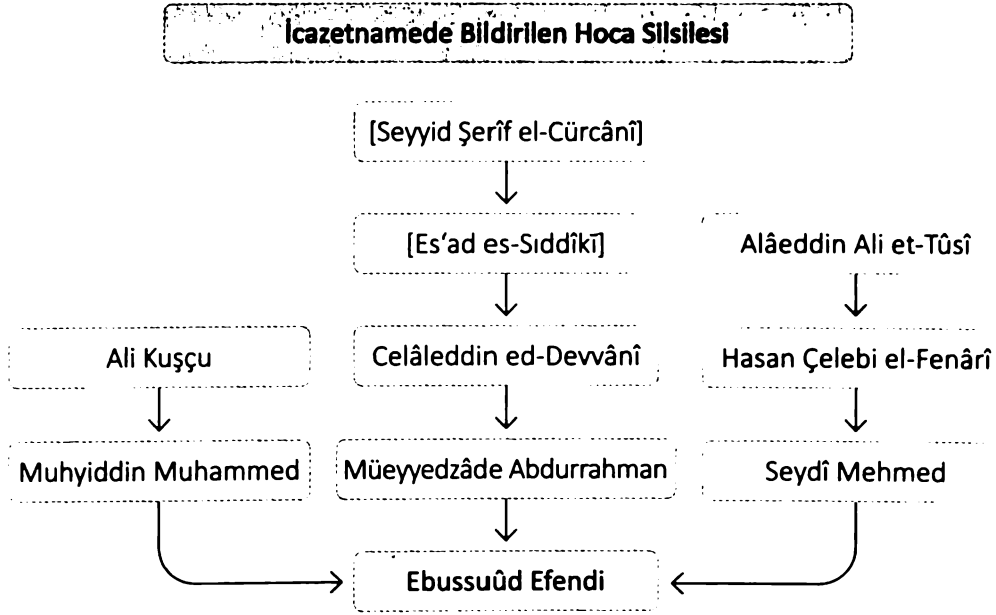 İcazetnamede Bildirilen Hoca Silsilesi
[Seyyid Şerîf el-Cürcânî]
[Es‘ad es-Sıddîkī]
Alâeddin Ali et-Tûsî
Ali Kuşçu
Celâleddin ed-Devvânî
Hasan Çelebi el-Fenârî
Muhyiddin Muhammed
Müeyyedzâde Abdurrahman
Seydî Mehmed
Ebussuûd Efendi